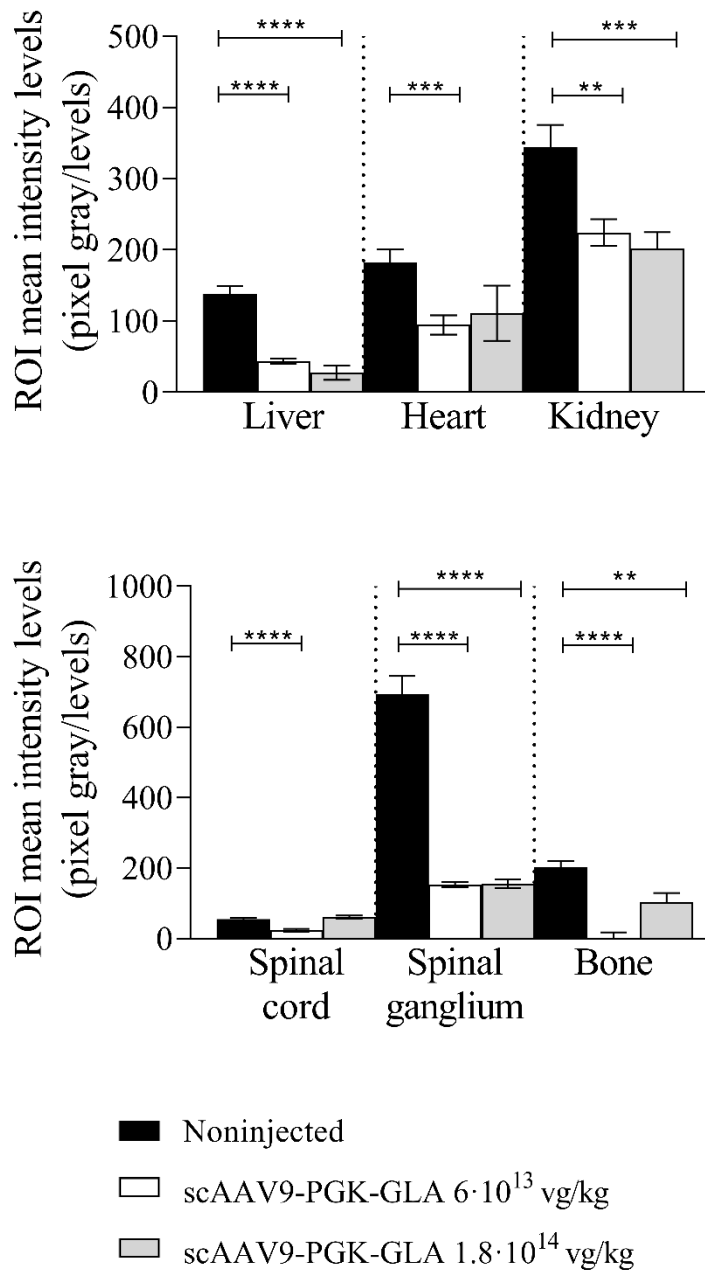 ROI mean intensity levels
(pixel gray/levels)
500
400
300
200
100
0
****
****
***
***
**
Liver Heart Kidney
ROI mean intensity levels
(pixel gray/levels)
1000
800
600
400
200
0
****
**
****
****
****
Spinal cord
Spinal ganglium
Bone
Noninjected
scAAV9-PGK-GLA 6·10¹³ vg/kg
scAAV9-PGK-GLA 1.8·10¹⁴ vg/kg